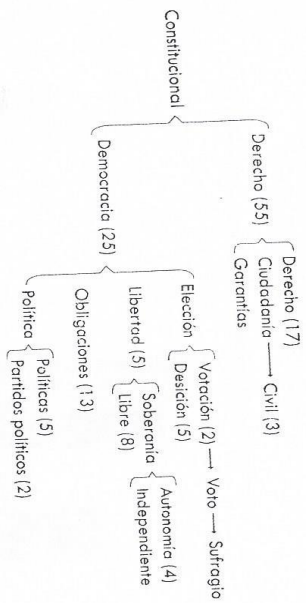 Constitucional
Derecho (55)
Derecho (17)
Ciudadanía → Civil (3)
Garantías
Democracia (25)
Elección
Votación (2) → Voto → Sufragio
Desición (5)
Libertad (5)
Soberanía
Autonomía (4)
Independiente
Libre (8)
Obligaciones (13)
Política
Políticas (5)
Partidos políticos (2)